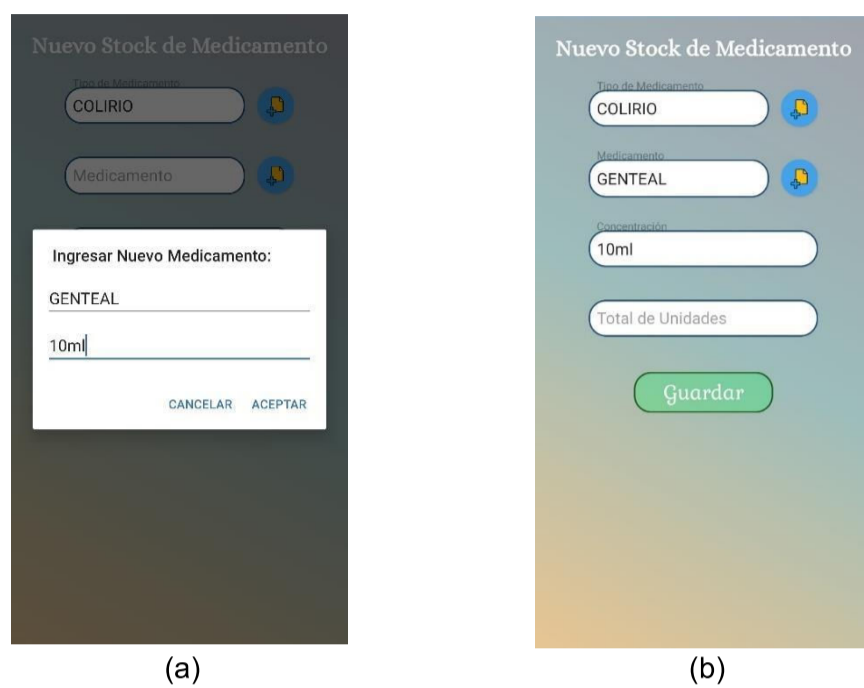 Nuevo Stock de Medicamento
Tipo de Medicamento
COLIRIO
Medicamento
Ingresar Nuevo Medicamento:
GENTEAL
10ml
CANCELAR ACEPTAR
(a)
Nuevo Stock de Medicamento
Tipo de Medicamento
COLIRIO
Medicamento
GENTEAL
Concentración
10ml
Total de Unidades
Guardar
(b)